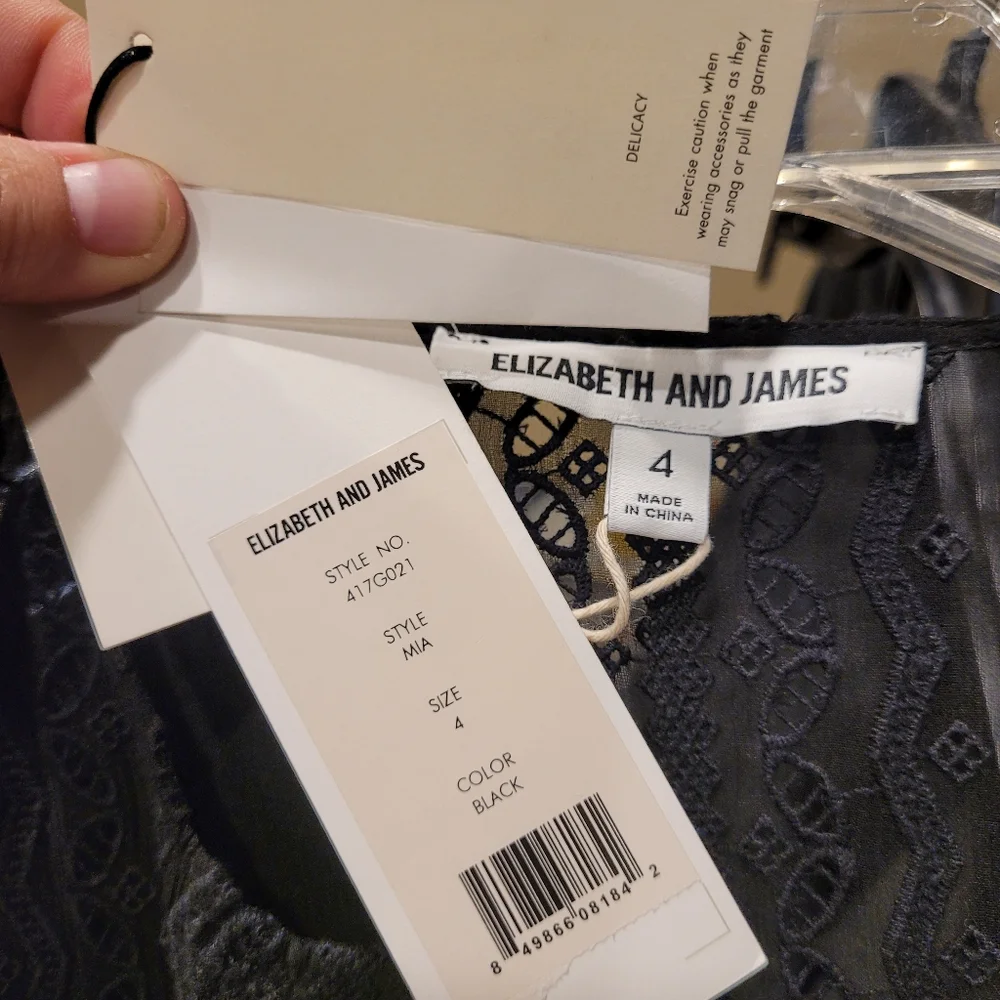 DELICACY
Exercise caution when
wearing accessories as they
may snag or pull the garment
ELIZABETH AND JAMES
4
MADE
IN CHINA
ELIZABETH AND JAMES
STYLE NO.
417G021
STYLE
MIA
SIZE
4
COLOR
BLACK
8 49866 08184 2